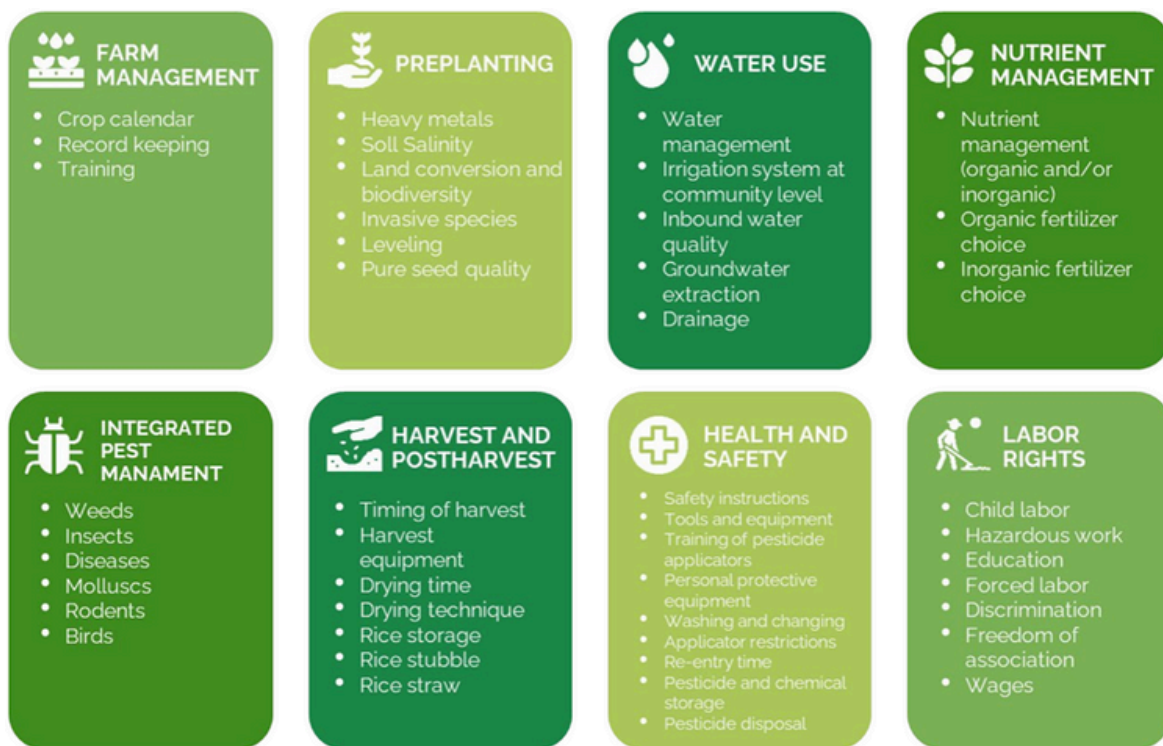 FARM
MANAGEMENT
• Crop calendar
• Record keeping
• Training
PREPLANTING
• Heavy metals
• Soll Salinity
• Land conversion and
biodiversity
• Invasive species
• Leveling
• Pure seed quality
WATER USE
• Water
management
• Irrigation system at
community level
• Inbound water
quality
• Groundwater
extraction
• Drainage
NUTRIENT
MANAGEMENT
• Nutrient
management
(organic and/or
inorganic)
• Organic fertilizer
choice
• Inorganic fertilizer
choice
INTEGRATED
PEST
MANAMENT
• Weeds
• Insects
• Diseases
• Molluscs
• Rodents
• Birds
HARVEST AND
POSTHARVEST
• Timing of harvest
• Harvest
equipment
• Drying time
• Drying technique
• Rice storage
• Rice stubble
• Rice straw
HEALTH AND
SAFETY
• Safety instructions
• Tools and equipment
• Training of pesticide
applicators
• Personal protective
equipment
• Washing and changing
• Applicator restrictions
• Re-entry time
• Pesticide and chemical
storage
• Pesticide disposal
LABOR
RIGHTS
• Child labor
• Hazardous work
• Education
• Forced labor
• Discrimination
• Freedom of
association
• Wages